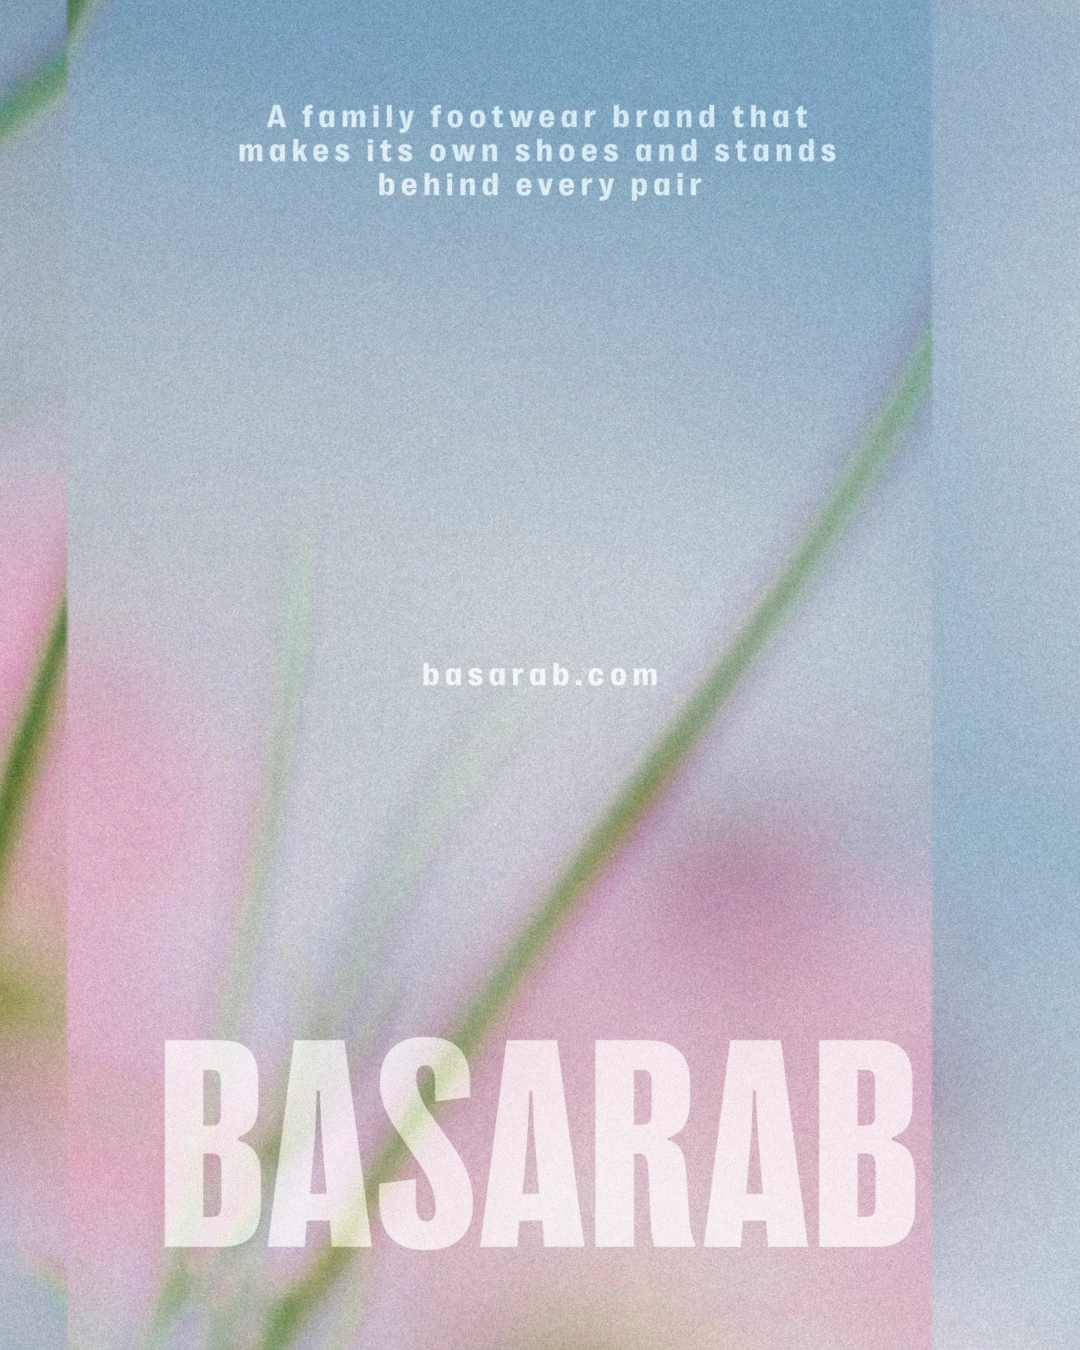 A family footwear brand that
makes its own shoes and stands
behind every pair
basarab.com
BASARAB